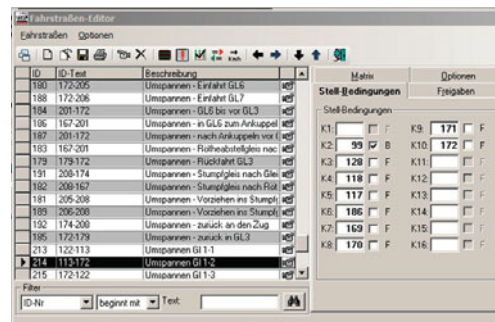 Fahrstraßen-Editor
Fahrstraßen Optionen
ID ID-Text Beschreibung
180 172-205 Umspannen - Einfahrt GL6
188 172-206 Umspannen - Einfahrt GL7
184 201-172 Umspannen - GL6 bis vor GL3
186 167-201 Umspannen - in GL6 zum Ankuppel
187 201-172 Umspannen - nach Ankuppeln vor
183 167-201 Umspannen - Rotheabstellgleis nac
179 179-172 Umspannen - Rückfahrt GL3
191 208-174 Umspannen - Stumpfgleis nach Glei
182 208-167 Umspannen - Stumpfgleis nach Rot
181 205-208 Umspannen - Vorziehen ins Stumpf
189 206-208 Umspannen - Vorziehen ins Stumpf
192 174-208 Umspannen - zurück an den Zug
185 172-179 Umspannen - zurück in GL3
213 122-113 Umspannen Gl 1-1
214 113-172 Umspannen Gl 1-2
215 172-122 Umspannen Gl 1-3
Filter
ID-Nr beginnt mit Text:
Matrix Optionen
Stell-Bedingungen Freigaben
Stell-Bedingungen
K1: F K9: 171 F
K2: 99 B K10: 172 F
K3: 128 F K11: F
K4: 118 F K12: F
K5: 117 F K13: F
K6: 186 F K14: F
K7: 169 F K15: F
K8: 170 F K16: F